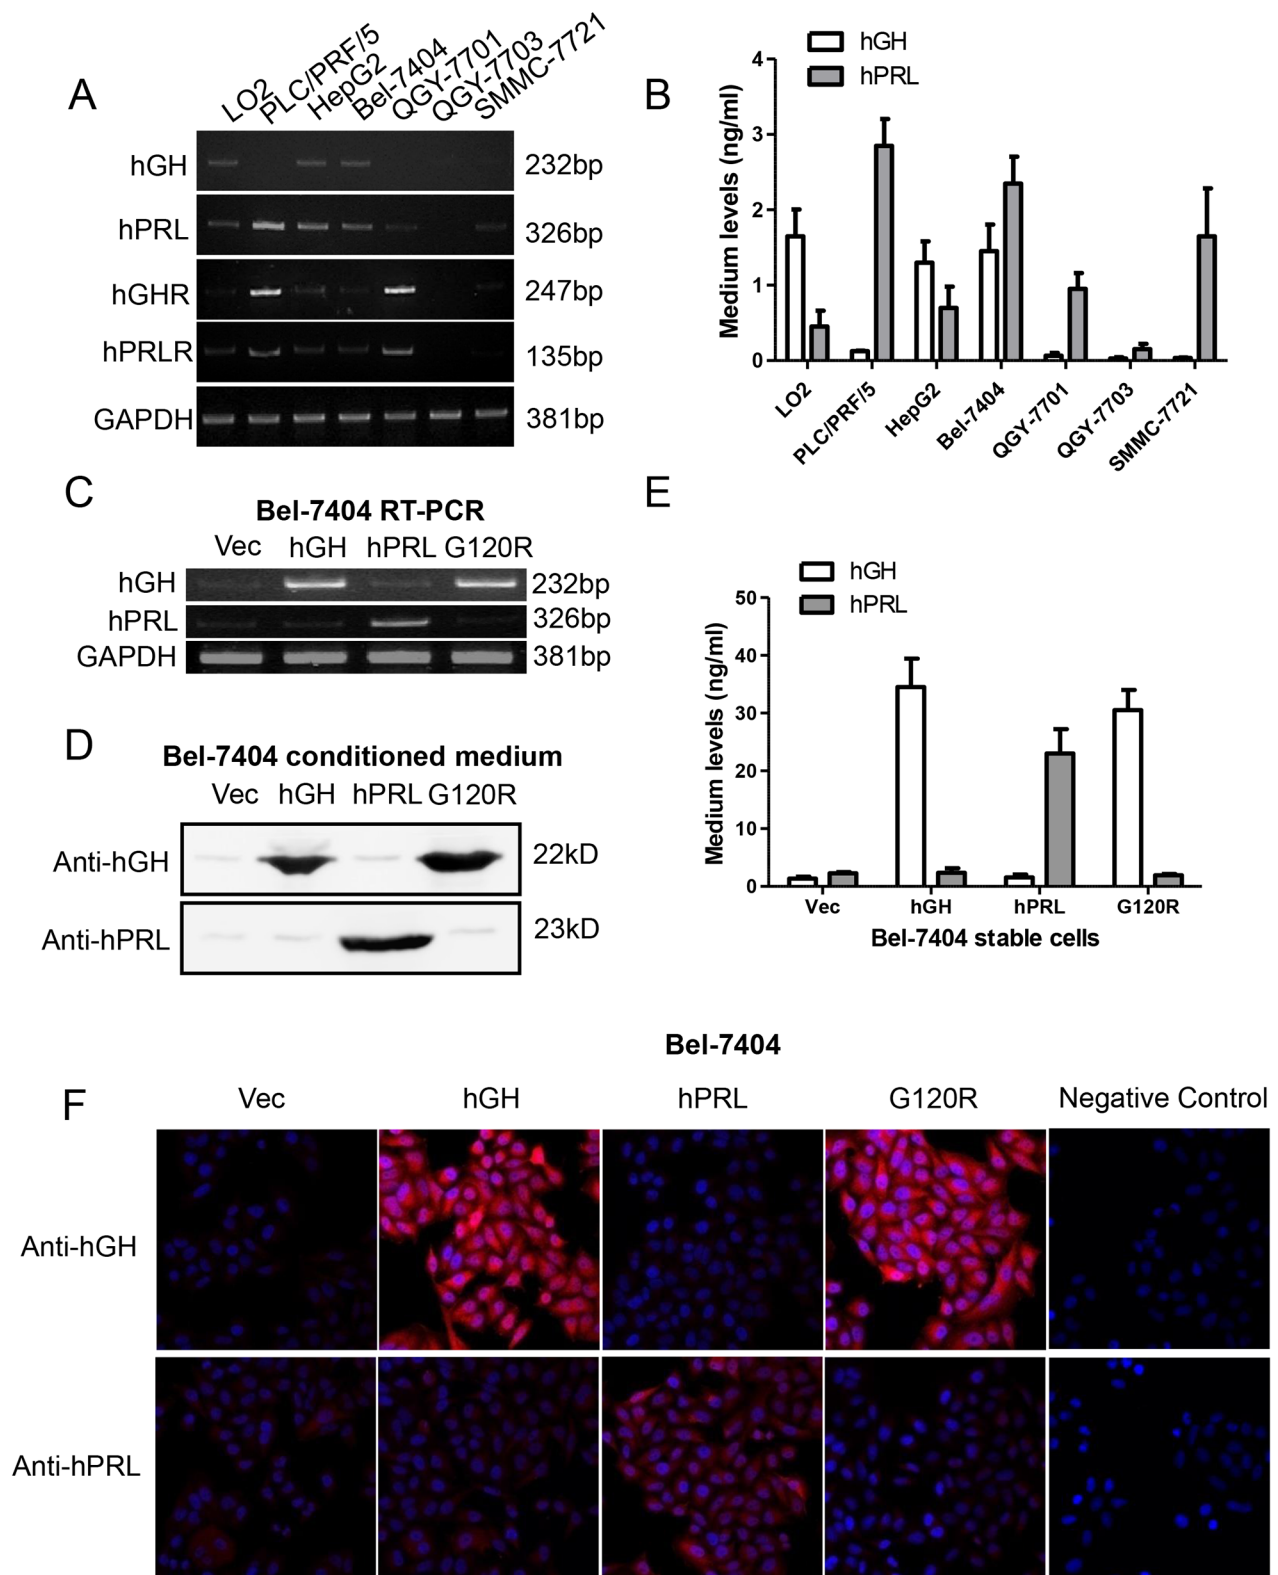 A
LO2
PLC/PRF/5
HepG2
Bel-7404
QGY-7701
QGY-7703
SMMC-7721
hGH 232bp
hPRL 326bp
hGHR 247bp
hPRLR 135bp
GAPDH 381bp
B
hGH
hPRL
Medium levels (ng/ml)
4
3
2
1
0
LO2
PLC/PRF/5
HepG2
Bel-7404
QGY-7701
QGY-7703
SMMC-7721
C
Bel-7404 RT-PCR
Vec hGH hPRL G120R
hGH 232bp
hPRL 326bp
GAPDH 381bp
D
Bel-7404 conditioned medium
Vec hGH hPRL G120R
Anti-hGH 22kD
Anti-hPRL 23kD
E
hGH
hPRL
Medium levels (ng/ml)
50
40
30
20
10
0
Vec hGH hPRL G120R
Bel-7404 stable cells
Bel-7404
F
Vec hGH hPRL G120R Negative Control
Anti-hGH
Anti-hPRL